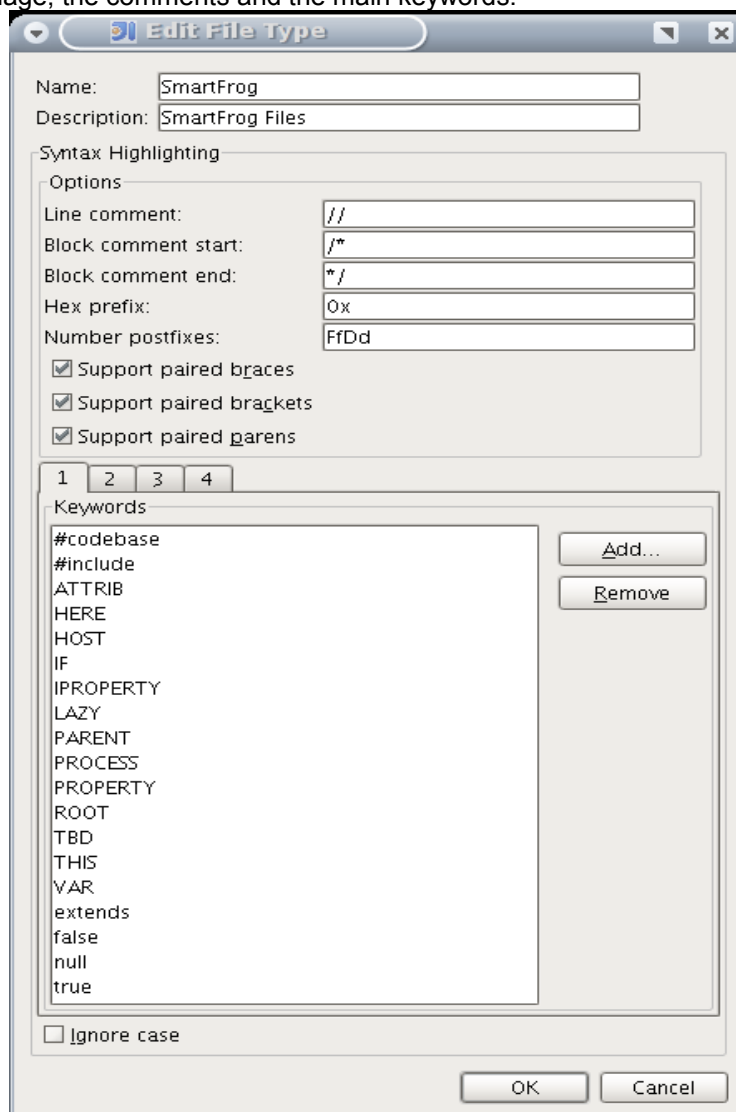 age, the comments and the main keywords.
Edit File Type
Name: SmartFrog
Description: SmartFrog Files
Syntax Highlighting
Options
Line comment: //
Block comment start: /*
Block comment end: */
Hex prefix: 0x
Number postfixes: FfDd
Support paired braces
Support paired brackets
Support paired parens
1 2 3 4
Keywords
#codebase
Add...
#include
ATTRIB
Remove
HERE
HOST
IF
IPROPERTY
LAZY
PARENT
PROCESS
PROPERTY
ROOT
TBD
THIS
VAR
extends
false
null
true
Ignore case
OK Cancel